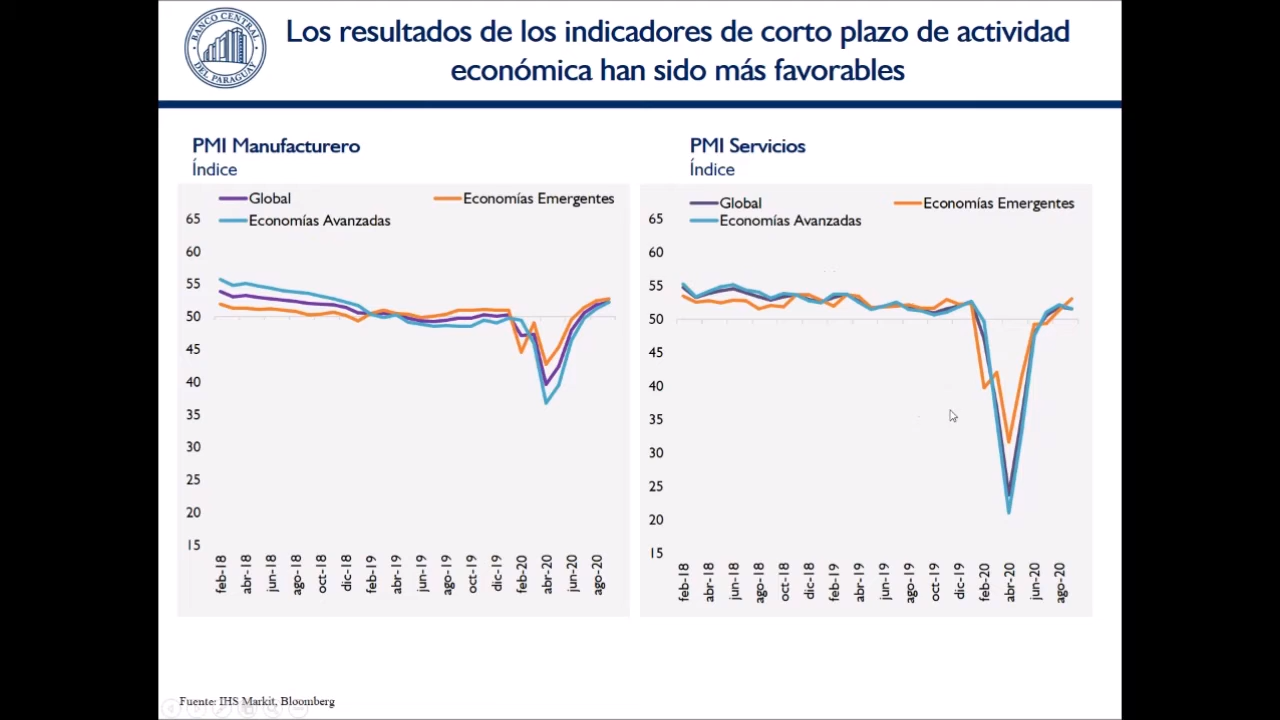 BANCO CENTRAL
DEL PARAGUAY
Los resultados de los indicadores de corto plazo de actividad
económica han sido más favorables
PMI Manufacturero
Índice
Global
Economías Emergentes
Economías Avanzadas
65
60
55
50
45
40
35
30
25
20
15
feb-18
abr-18
jun-18
ago-18
oct-18
dic-18
feb-19
abr-19
jun-19
ago-19
oct-19
dic-19
feb-20
abr-20
jun-20
ago-20
PMI Servicios
Índice
Global
Economías Emergentes
Economías Avanzadas
65
60
55
50
45
40
35
30
25
20
15
feb-18
abr-18
jun-18
ago-18
oct-18
dic-18
feb-19
abr-19
jun-19
ago-19
oct-19
dic-19
feb-20
abr-20
jun-20
ago-20
Fuente: IHS Markit, Bloomberg